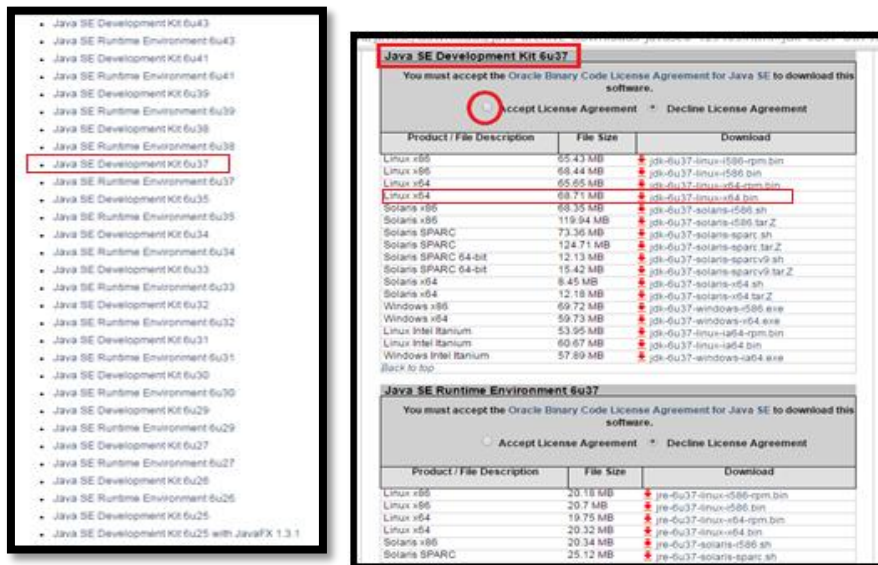 Java SE Development Kit 6u43
Java SE Runtime Environment 6u43
Java SE Development Kit 6u41
Java SE Runtime Environment 6u41
Java SE Development Kit 6u39
Java SE Runtime Environment 6u39
Java SE Development Kit 6u38
Java SE Runtime Environment 6u38
Java SE Development Kit 6u37
Java SE Runtime Environment 6u37
Java SE Development Kit 6u35
Java SE Runtime Environment 6u35
Java SE Development Kit 6u34
Java SE Runtime Environment 6u34
Java SE Development Kit 6u33
Java SE Runtime Environment 6u33
Java SE Development Kit 6u32
Java SE Runtime Environment 6u32
Java SE Development Kit 6u31
Java SE Runtime Environment 6u31
Java SE Development Kit 6u30
Java SE Runtime Environment 6u30
Java SE Development Kit 6u29
Java SE Runtime Environment 6u29
Java SE Development Kit 6u27
Java SE Runtime Environment 6u27
Java SE Development Kit 6u26
Java SE Runtime Environment 6u26
Java SE Development Kit 6u25
Java SE Development Kit 6u25 with JavaFX 1.3.1
Java SE Development Kit 6u37
You must accept the Oracle Binary Code License Agreement for Java SE to download this
software.
Accept License Agreement Decline License Agreement
Product / File Description File Size Download
Linux x86 65.43 MB jdk-6u37-linux-i586-rpm.bin
Linux x86 68.44 MB jdk-6u37-linux-i586.bin
Linux x64 65.65 MB jdk-6u37-linux-x64-rpm.bin
Linux x64 68.71 MB jdk-6u37-linux-x64.bin
Solaris x86 68.35 MB jdk-6u37-solaris-i586.sh
Solaris x86 119.94 MB jdk-6u37-solaris-i586.tar.Z
Solaris SPARC 73.36 MB jdk-6u37-solaris-sparc.sh
Solaris SPARC 124.71 MB jdk-6u37-solaris-sparc.tar.Z
Solaris SPARC 64-bit 12.13 MB jdk-6u37-solaris-sparcv9.sh
Solaris SPARC 64-bit 15.42 MB jdk-6u37-solaris-sparcv9.tar.Z
Solaris x64 8.45 MB jdk-6u37-solaris-x64.sh
Solaris x64 12.18 MB jdk-6u37-solaris-x64.tar.Z
Windows x86 69.72 MB jdk-6u37-windows-i586.exe
Windows x64 59.73 MB jdk-6u37-windows-x64.exe
Linux Intel Itanium 53.95 MB jdk-6u37-linux-ia64-rpm.bin
Linux Intel Itanium 60.67 MB jdk-6u37-linux-ia64.bin
Windows Intel Itanium 57.89 MB jdk-6u37-windows-ia64.exe
Back to top
Java SE Runtime Environment 6u37
You must accept the Oracle Binary Code License Agreement for Java SE to download this
software.
Accept License Agreement Decline License Agreement
Product / File Description File Size Download
Linux x86 20.18 MB jre-6u37-linux-i586-rpm.bin
Linux x86 20.7 MB jre-6u37-linux-i586.bin
Linux x64 19.75 MB jre-6u37-linux-x64-rpm.bin
Linux x64 20.32 MB jre-6u37-linux-x64.bin
Solaris x86 20.34 MB jre-6u37-solaris-i586.sh
Solaris SPARC 25.12 MB jre-6u37-solaris-sparc.sh